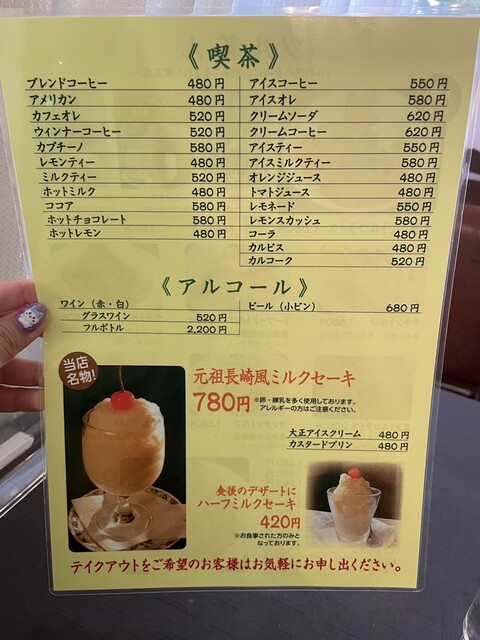 《 喫茶 》
ブレンドコーヒー 480円
アメリカン 480円
カフェオレ 520円
ウィンナーコーヒー 520円
カプチーノ 580円
レモンティー 480円
ミルクティー 520円
ホットミルク 480円
ココア 580円
ホットチョコレート 580円
ホットレモン 480円
アイスコーヒー 550円
アイスオレ 580円
クリームソーダ 620円
クリームコーヒー 620円
アイスティー 550円
アイスミルクティー 580円
オレンジジュース 480円
トマトジュース 480円
レモネード 550円
レモンスカッシュ 580円
コーラ 480円
カルピス 480円
カルコーク 520円
《 アルコール 》
ワイン（赤・白）
グラスワイン 520円
フルボトル 2,200円
ビール（小ビン） 680円
当店
名物!
元祖長崎風ミルクセーキ
780円
※卵・練乳を多く使用しております。
アレルギーの方はご注意ください。
大正アイスクリーム 480円
カスタードプリン 480円
食後のデザートに
ハーフミルクセーキ
420円
※お食事された方のみと
なっております。
テイクアウトをご希望のお客様はお気軽にお申し出ください。